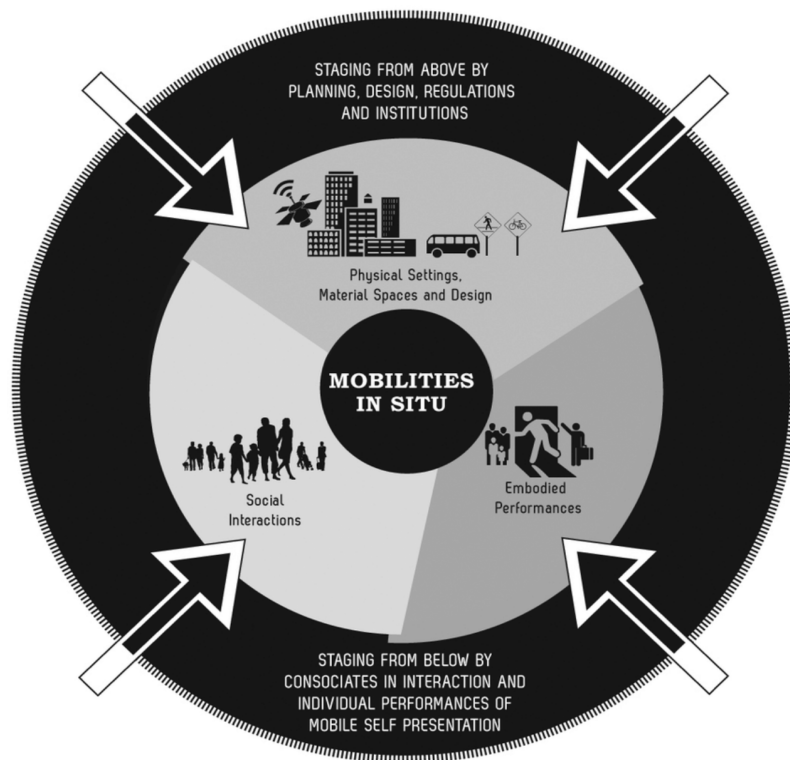 STAGING FROM ABOVE BY
PLANNING, DESIGN, REGULATIONS
AND INSTITUTIONS
Physical Settings,
Material Spaces and Design
MOBILITIES
IN SITU
Social
Interactions
Embodied
Performances
STAGING FROM BELOW BY
CONSOCIATES IN INTERACTION AND
INDIVIDUAL PERFORMANCES OF
MOBILE SELF PRESENTATION